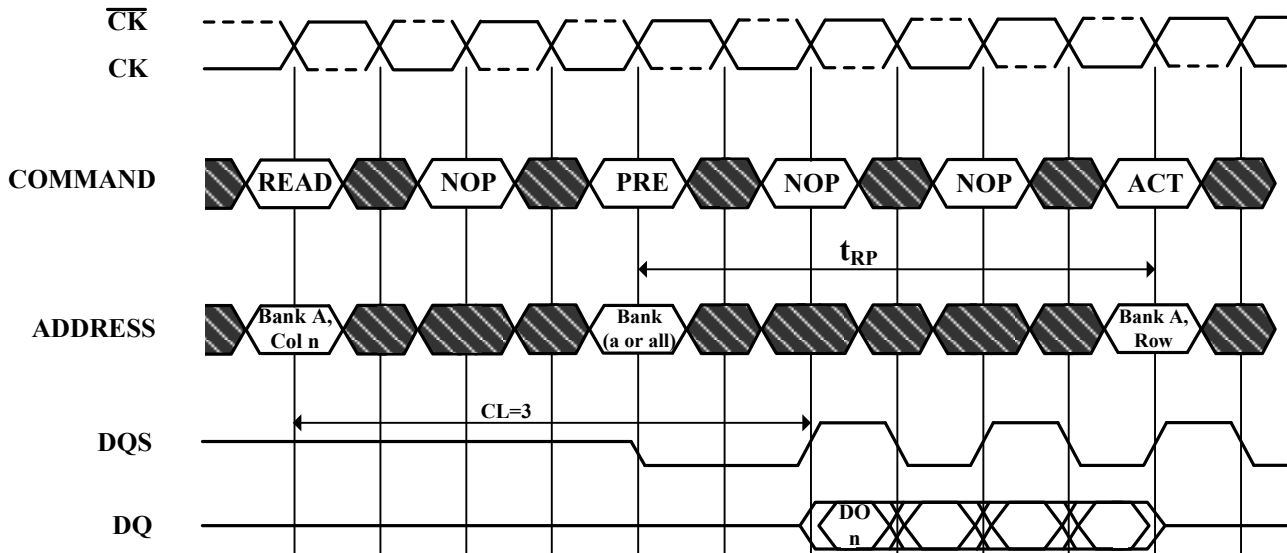 CK
CK
COMMAND READ NOP PRE NOP NOP ACT
tRP
ADDRESS Bank A, Col n Bank (a or all) Bank A, Row
CL=3
DQS
DQ DO n